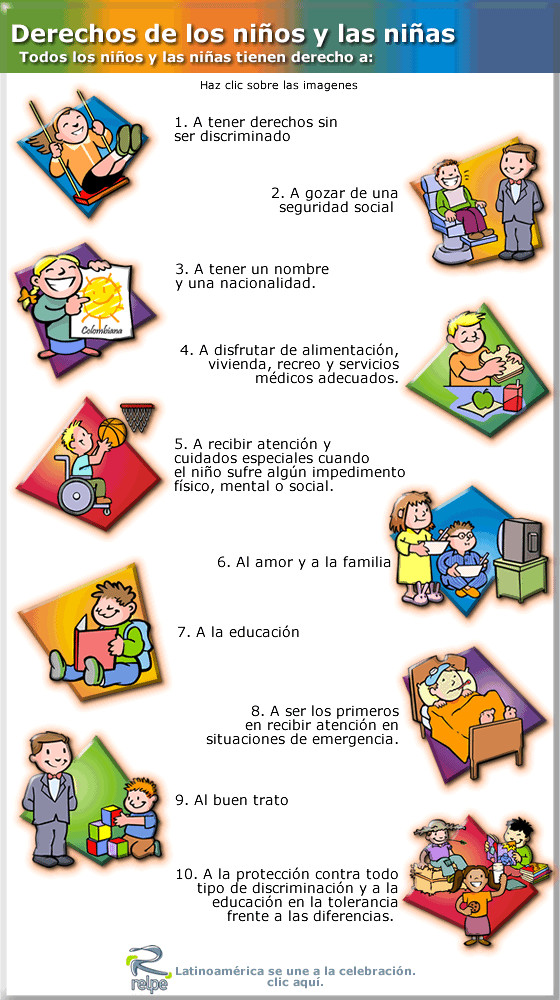 Derechos de los niños y las niñas
Todos los niños y las niñas tienen derecho a:
Haz clic sobre las imagenes
1. A tener derechos sin
ser discriminado
2. A gozar de una
seguridad social
3. A tener un nombre
y una nacionalidad.
Colombiana
4. A disfrutar de alimentación,
vivienda, recreo y servicios
médicos adecuados.
5. A recibir atención y
cuidados especiales cuando
el niño sufre algún impedimento
físico, mental o social.
6. Al amor y a la familia
7. A la educación
8. A ser los primeros
en recibir atención en
situaciones de emergencia.
9. Al buen trato
10. A la protección contra todo
tipo de discriminación y a la
educación en la tolerancia
frente a las diferencias.
relpe
Latinoamérica se une a la celebración.
clic aquí.